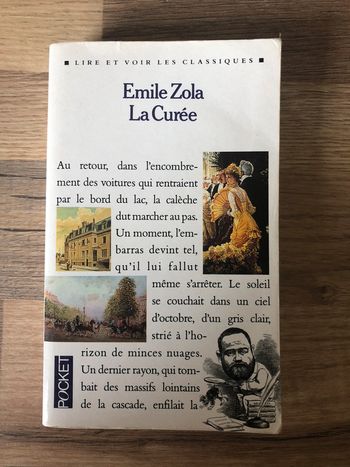 LIRE ET VOIR LES CLASSIQUES
Emile Zola
La Curée
Au retour, dans l'encombre-
ment des voitures qui rentraient
par le bord du lac, la calèche
dut marcher au pas.
Un moment, l'em-
barras devint tel,
qu'il lui fallut
même s'arrêter. Le soleil
se couchait dans un ciel
d'octobre, d'un gris clair,
strié à l'ho-
rizon de minces nuages.
Un dernier rayon, qui tom-
bait des massifs lointains
de la cascade, enfilait la
POCKET